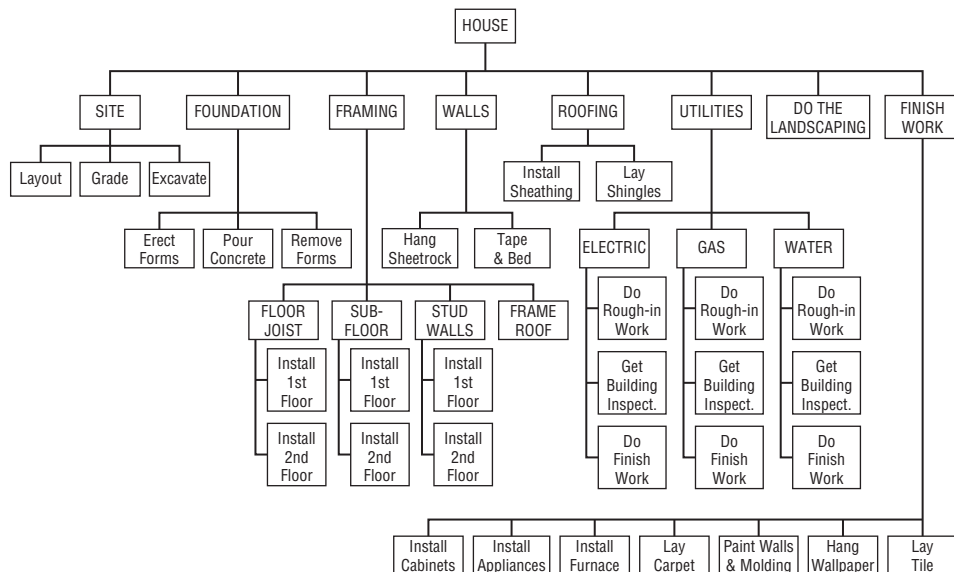 HOUSE
SITE
FOUNDATION
FRAMING
WALLS
ROOFING
UTILITIES
DO THE
LANDSCAPING
FINISH
WORK
Layout
Grade
Excavate
Install
Sheathing
Lay
Shingles
Erect
Forms
Pour
Concrete
Remove
Forms
Hang
Sheetrock
Tape
& Bed
ELECTRIC
GAS
WATER
Do
Rough-in
Work
Do
Rough-in
Work
Do
Rough-in
Work
FLOOR
JOIST
SUB-
FLOOR
STUD
WALLS
FRAME
ROOF
Install
1st
Floor
Install
1st
Floor
Install
1st
Floor
Get
Building
Inspect.
Get
Building
Inspect.
Get
Building
Inspect.
Install
2nd
Floor
Install
2nd
Floor
Install
2nd
Floor
Do
Finish
Work
Do
Finish
Work
Do
Finish
Work
Install
Cabinets
Install
Appliances
Install
Furnace
Lay
Carpet
Paint Walls
& Molding
Hang
Wallpaper
Lay
Tile